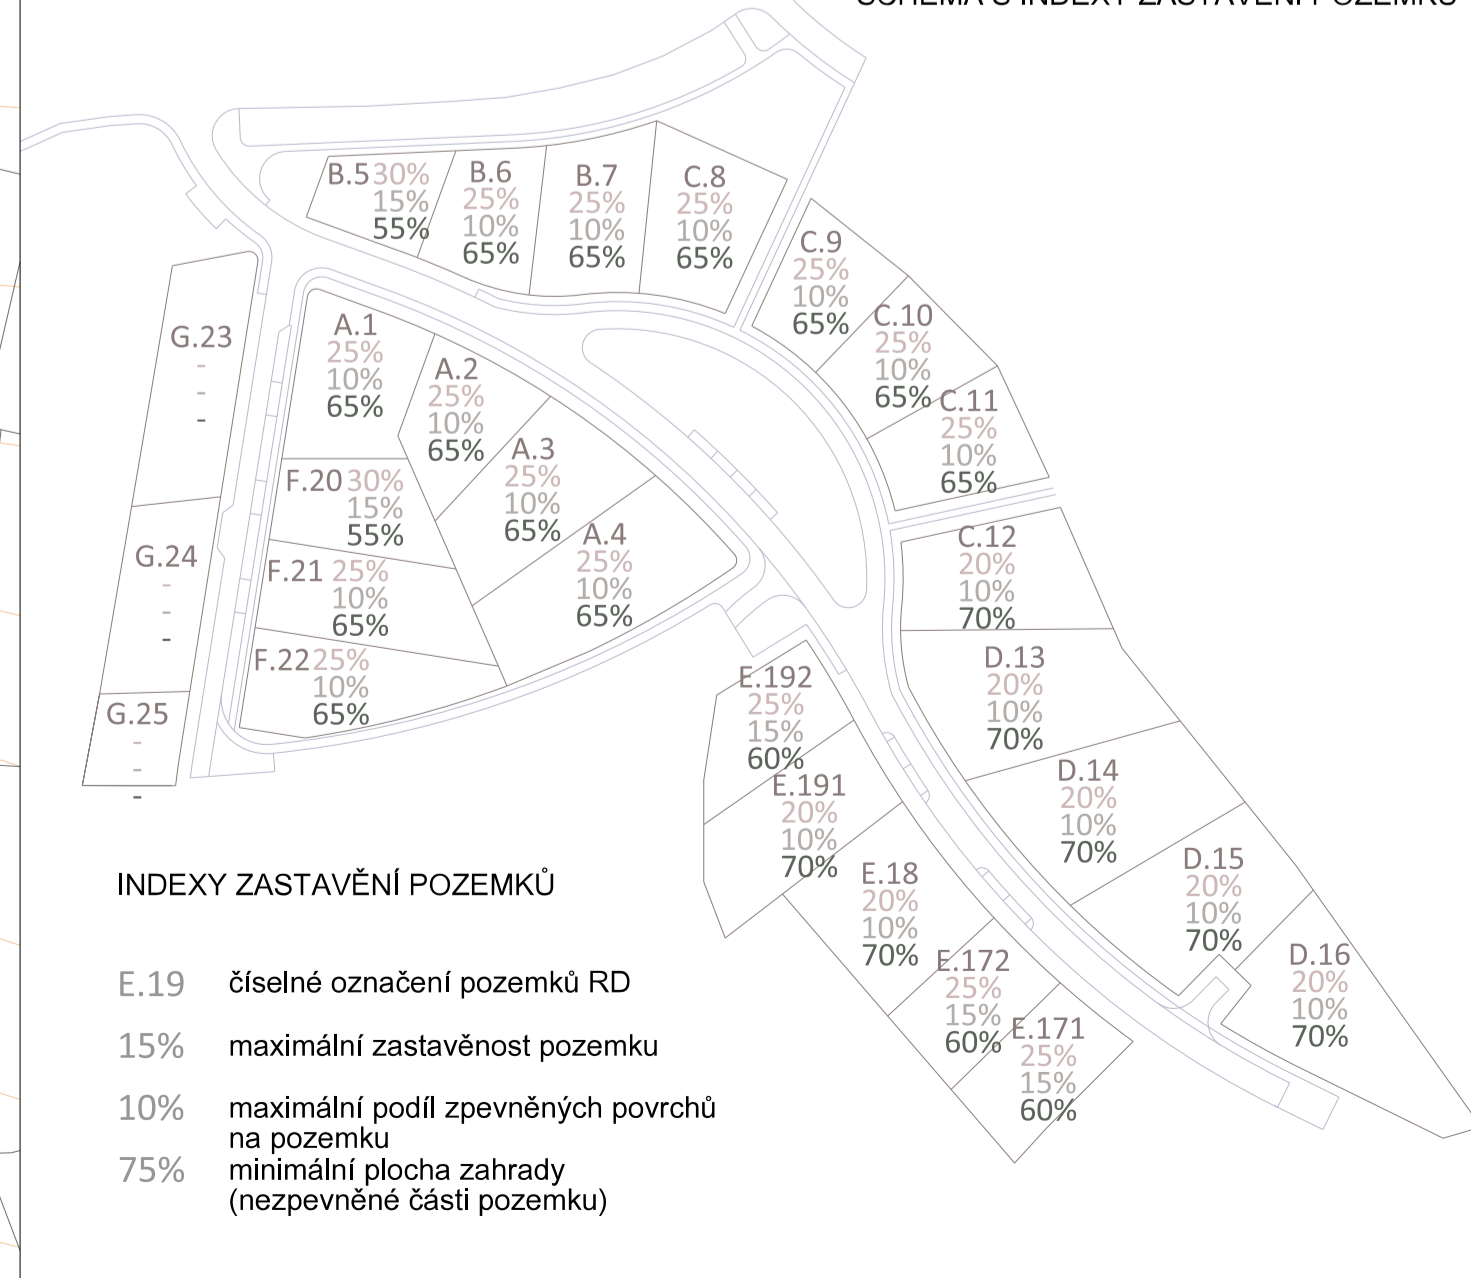 SCHÉMA S INDEXY ZASTAVĚNÍ POZEMKŮ
B.5 30%
15%
55%
B.6
25%
10%
65%
B.7
25%
10%
65%
C.8
25%
10%
65%
C.9
25%
10%
65%
C.10
25%
10%
65%
C.11
25%
10%
65%
G.23
-
-
-
A.1
25%
10%
65%
A.2
25%
10%
65%
A.3
25%
10%
65%
A.4
25%
10%
65%
F.20 30%
15%
55%
F.21 25%
10%
65%
F.22 25%
10%
65%
G.24
-
-
-
G.25
-
-
-
C.12
20%
10%
70%
D.13
20%
10%
70%
D.14
20%
10%
70%
D.15
20%
10%
70%
D.16
20%
10%
70%
E.192
25%
15%
60%
E.191
20%
10%
70%
E.18
20%
10%
70%
E.172
25%
15%
60%
E.171
25%
15%
60%
INDEXY ZASTAVĚNÍ POZEMKŮ
E.19 číselné označení pozemků RD
15% maximální zastavěnost pozemku
10% maximální podíl zpevněných povrchů
na pozemku
75% minimální plocha zahrady
(nezpevněné části pozemku)